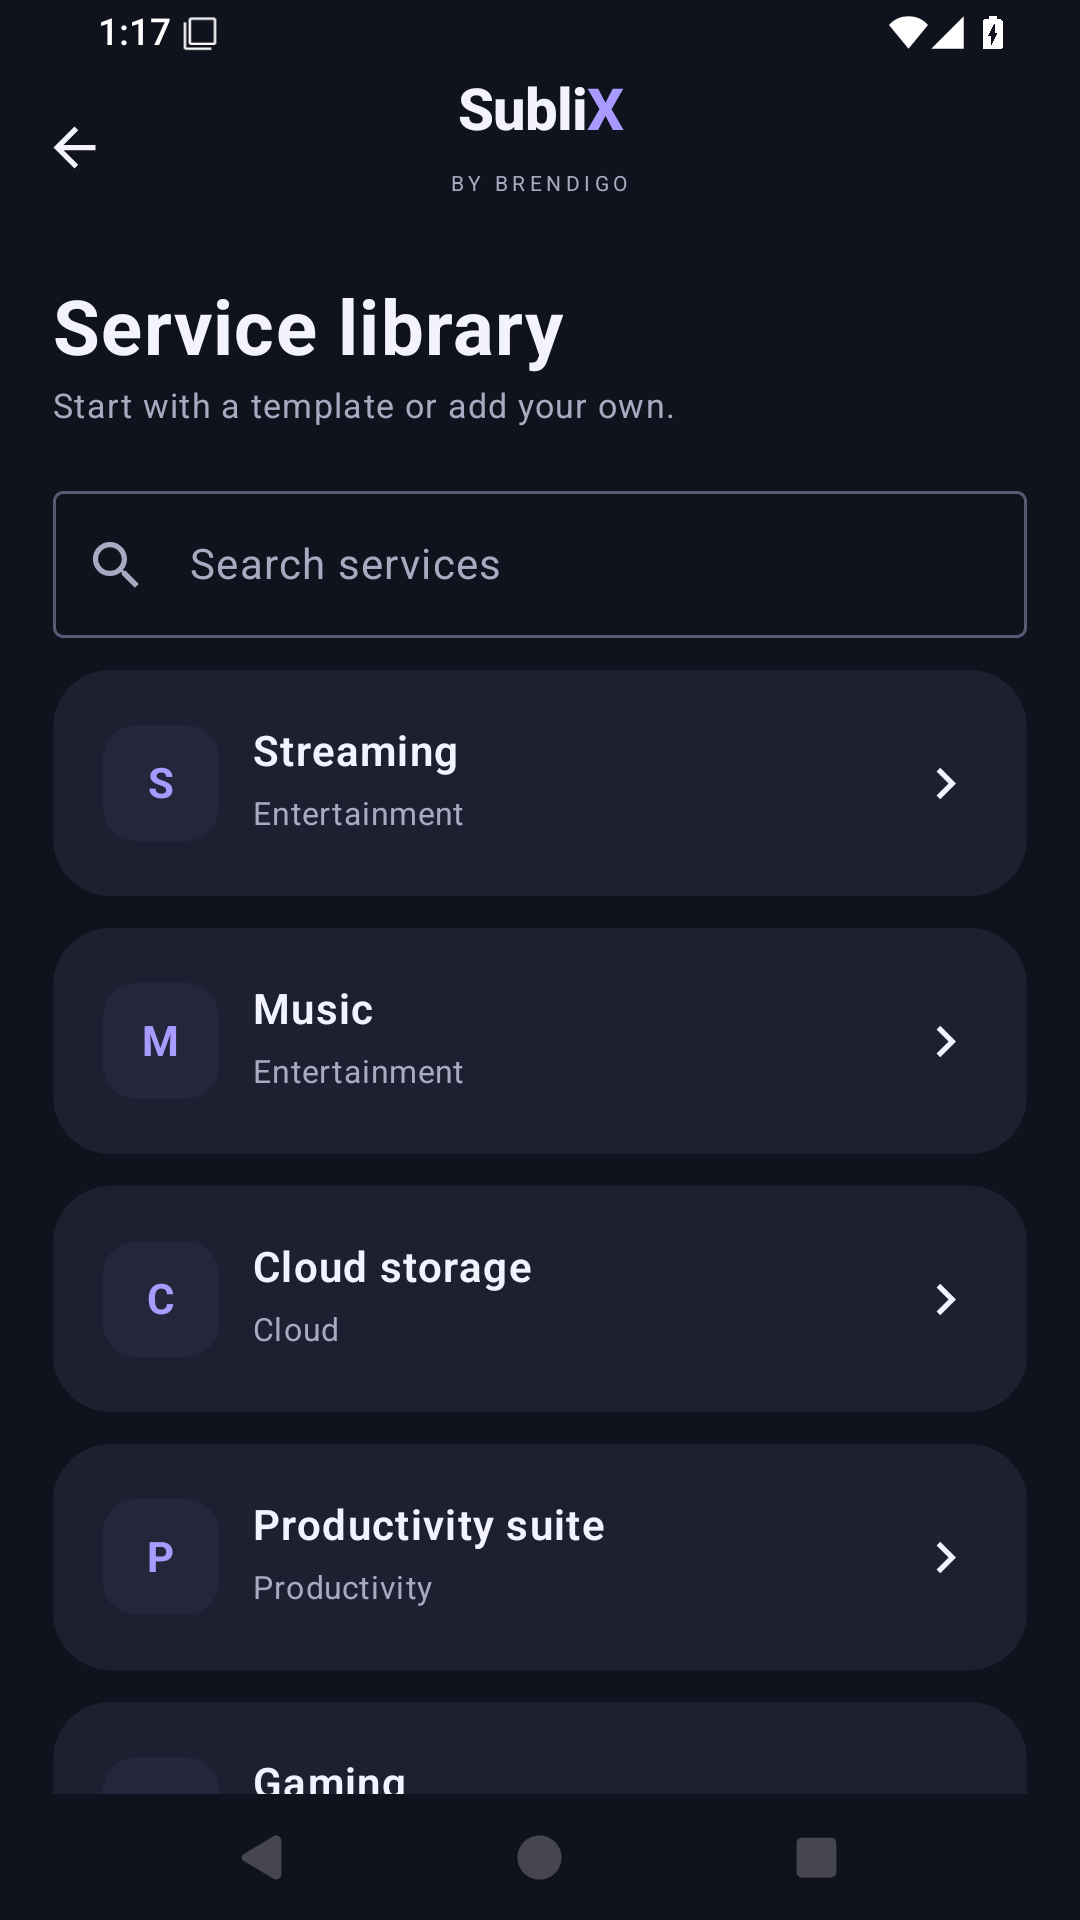 1:17
SubliX
BY BRENDIGO
Service library
Start with a template or add your own.
Search services
S
Streaming
Entertainment
M
Music
Entertainment
C
Cloud storage
Cloud
P
Productivity suite
Productivity
Gaming